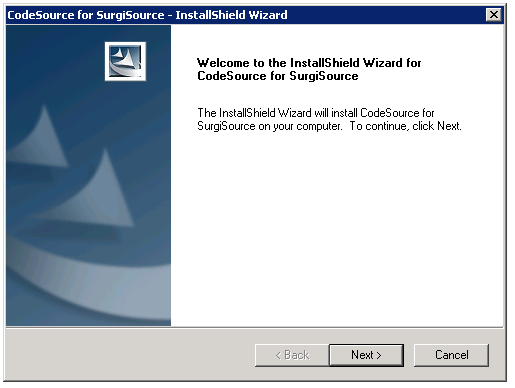 CodeSource for SurgiSource - InstallShield Wizard
Welcome to the InstallShield Wizard for
CodeSource for SurgiSource
The InstallShield Wizard will install CodeSource for
SurgiSource on your computer. To continue, click Next.
< Back
Next >
Cancel